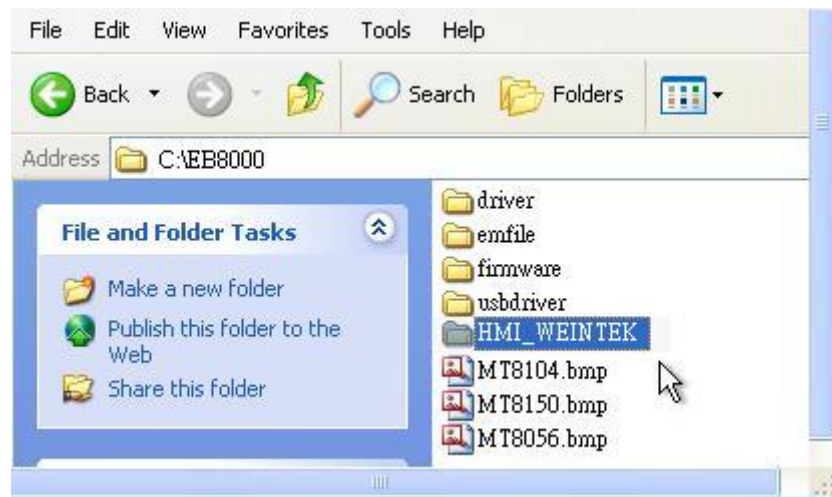 File Edit View Favorites Tools Help
Back Search Folders
Address C:\EB8000
File and Folder Tasks
Make a new folder
Publish this folder to the
Web
Share this folder
driver
emfile
firmware
usbdriver
HMI_WEINTEK
MT8104.bmp
MT8150.bmp
MT8056.bmp